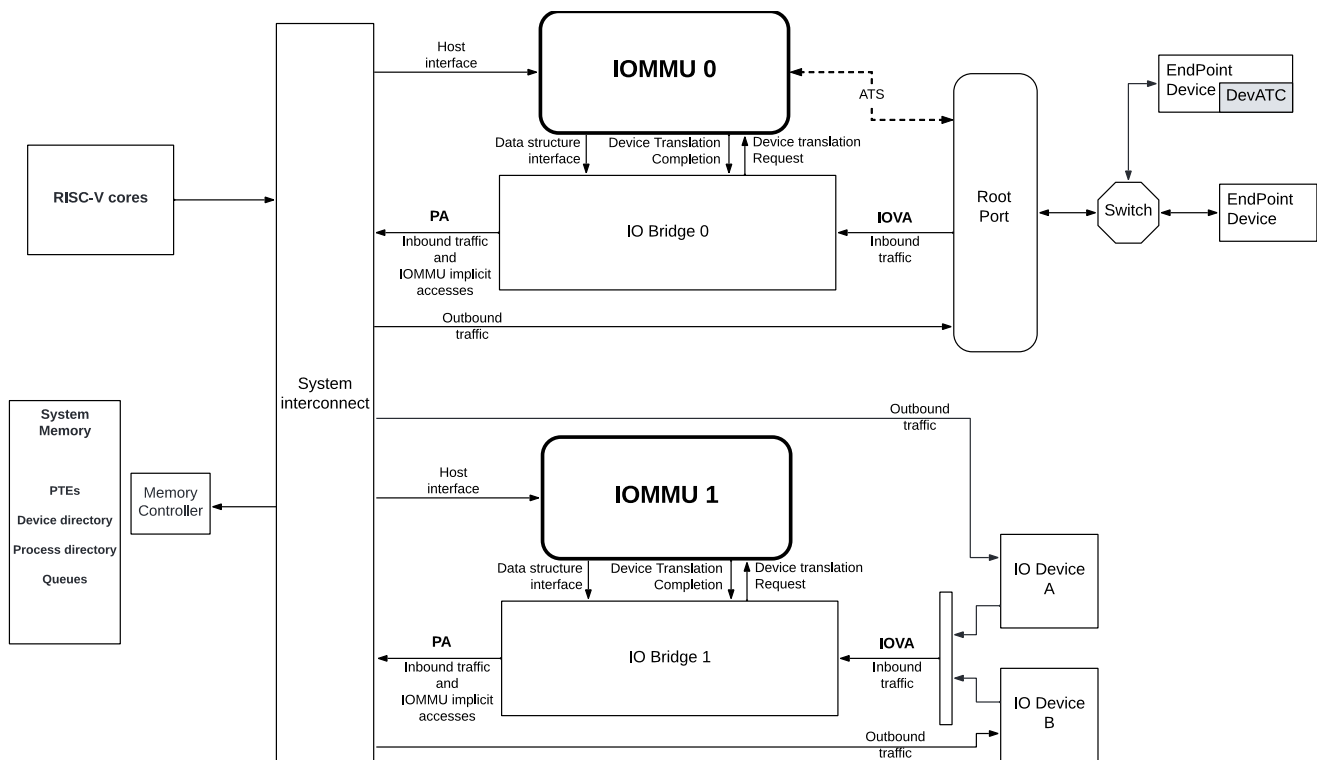 Host
interface
IOMMU 0
ATS
EndPoint
Device
DevATC
Data structure
interface
Device Translation
Completion
Device translation
Request
RISC-V cores
PA
Inbound traffic
and
IOMMU implicit
accesses
IO Bridge 0
IOVA
Inbound
traffic
Root
Port
Switch
EndPoint
Device
Outbound
traffic
System
interconnect
System
Memory
PTEs
Device directory
Process directory
Queues
Memory
Controller
Outbound
traffic
Host
interface
IOMMU 1
Data structure
interface
Device Translation
Completion
Device translation
Request
IO Device
A
PA
Inbound traffic
and
IOMMU implicit
accesses
IO Bridge 1
IOVA
Inbound
traffic
IO Device
B
Outbound
traffic